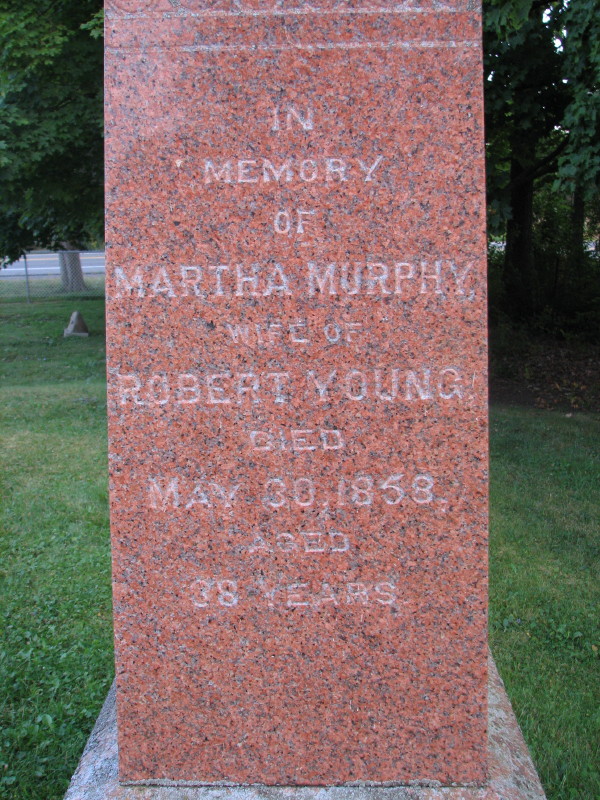 IN
MEMORY
OF
MARTHA MURPHY,
WIFE OF
ROBERT YOUNG.
DIED
MAY 30, 1858.
AGED
38 YEARS